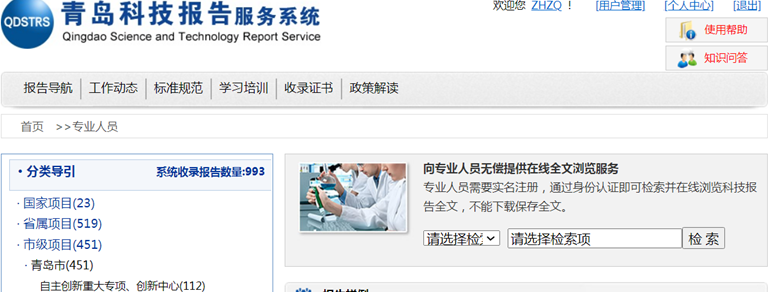 QDSTRS
青岛科技报告服务系统
Qingdao Science and Technology Report Service
欢迎您 ZHZQ ！ [用户管理] [个人中心] [退出]
使用帮助
知识问答
报告导航 工作动态 标准规范 学习培训 收录证书 政策解读
首页 >>专业人员
· 分类导引 系统收录报告数量:993
· 国家项目(23)
· 省属项目(519)
· 市级项目(451)
· 青岛市(451)
自主创新重大专项、创新中心(112)
向专业人员无偿提供在线全文浏览服务
专业人员需要实名注册，通过身份认证即可检索并在线浏览科技报
告全文，不能下载保存全文。
请选择检 请选择检索项 检 索